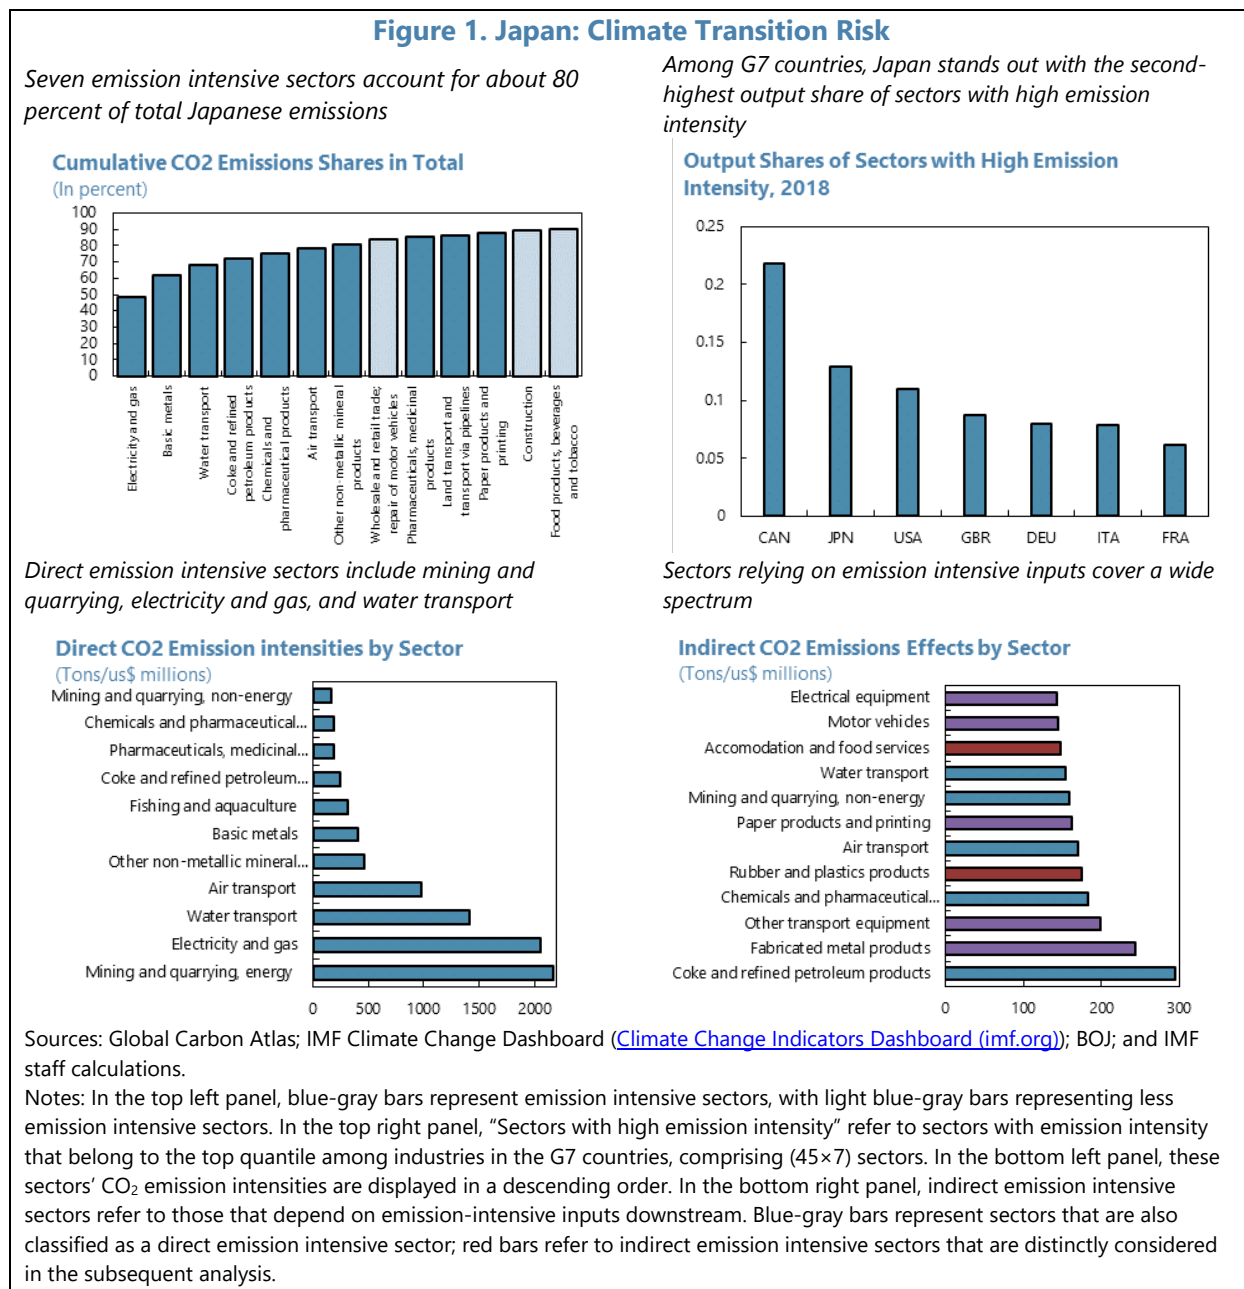 Figure 1. Japan: Climate Transition Risk
Seven emission intensive sectors account for about 80
percent of total Japanese emissions
Cumulative CO2 Emissions Shares in Total
(In percent)
100
90
80
70
60
50
40
30
20
10
0
Electricity and gas
Basic metals
Water transport
Coke and refined
petroleum products
Chemicals and
pharmaceutical products
Air transport
Other non-metallic mineral
products
Wholesale and retail trade;
repair of motor vehicles
Pharmaceuticals, medicinal
products
Land transport and
transport via pipelines
Paper products and
printing
Construction
Food products, beverages
and tobacco
Among G7 countries, Japan stands out with the second-
highest output share of sectors with high emission
intensity
Output Shares of Sectors with High Emission
Intensity, 2018
0.25
0.2
0.15
0.1
0.05
0
CAN JPN USA GBR DEU ITA FRA
Direct emission intensive sectors include mining and
quarrying, electricity and gas, and water transport
Direct CO2 Emission intensities by Sector
(Tons/us$ millions)
Mining and quarrying, non-energy
Chemicals and pharmaceutical...
Pharmaceuticals, medicinal...
Coke and refined petroleum...
Fishing and aquaculture
Basic metals
Other non-metallic mineral...
Air transport
Water transport
Electricity and gas
Mining and quarrying, energy
0 500 1000 1500 2000
Sectors relying on emission intensive inputs cover a wide
spectrum
Indirect CO2 Emissions Effects by Sector
(Tons/us$ millions)
Electrical equipment
Motor vehicles
Accomodation and food services
Water transport
Mining and quarrying, non-energy
Paper products and printing
Air transport
Rubber and plastics products
Chemicals and pharmaceutical...
Other transport equipment
Fabricated metal products
Coke and refined petroleum products
0 100 200 300
Sources: Global Carbon Atlas; IMF Climate Change Dashboard (Climate Change Indicators Dashboard (imf.org)); BOJ; and IMF
staff calculations.
Notes: In the top left panel, blue-gray bars represent emission intensive sectors, with light blue-gray bars representing less
emission intensive sectors. In the top right panel, “Sectors with high emission intensity” refer to sectors with emission intensity
that belong to the top quantile among industries in the G7 countries, comprising (45×7) sectors. In the bottom left panel, these
sectors’ CO₂ emission intensities are displayed in a descending order. In the bottom right panel, indirect emission intensive
sectors refer to those that depend on emission-intensive inputs downstream. Blue-gray bars represent sectors that are also
classified as a direct emission intensive sector; red bars refer to indirect emission intensive sectors that are distinctly considered
in the subsequent analysis.